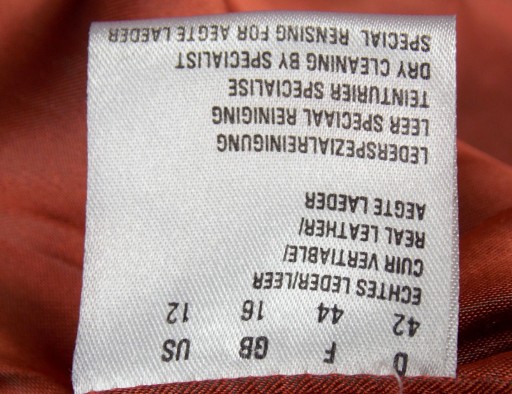 D F GB US
42 44 16 12
ECHTES LEDER/LEER
CUIR VERTIABLE/
REAL LEATHER/
AEGTE LAEDER
LEDERSPEZIALREINIGUNG
LEER SPECIAAL REINIGING
TEINTURIER SPECIALISE
DRY CLEANING BY SPECIALIST
SPECIAL RENSING FOR AEGTE LAEDER